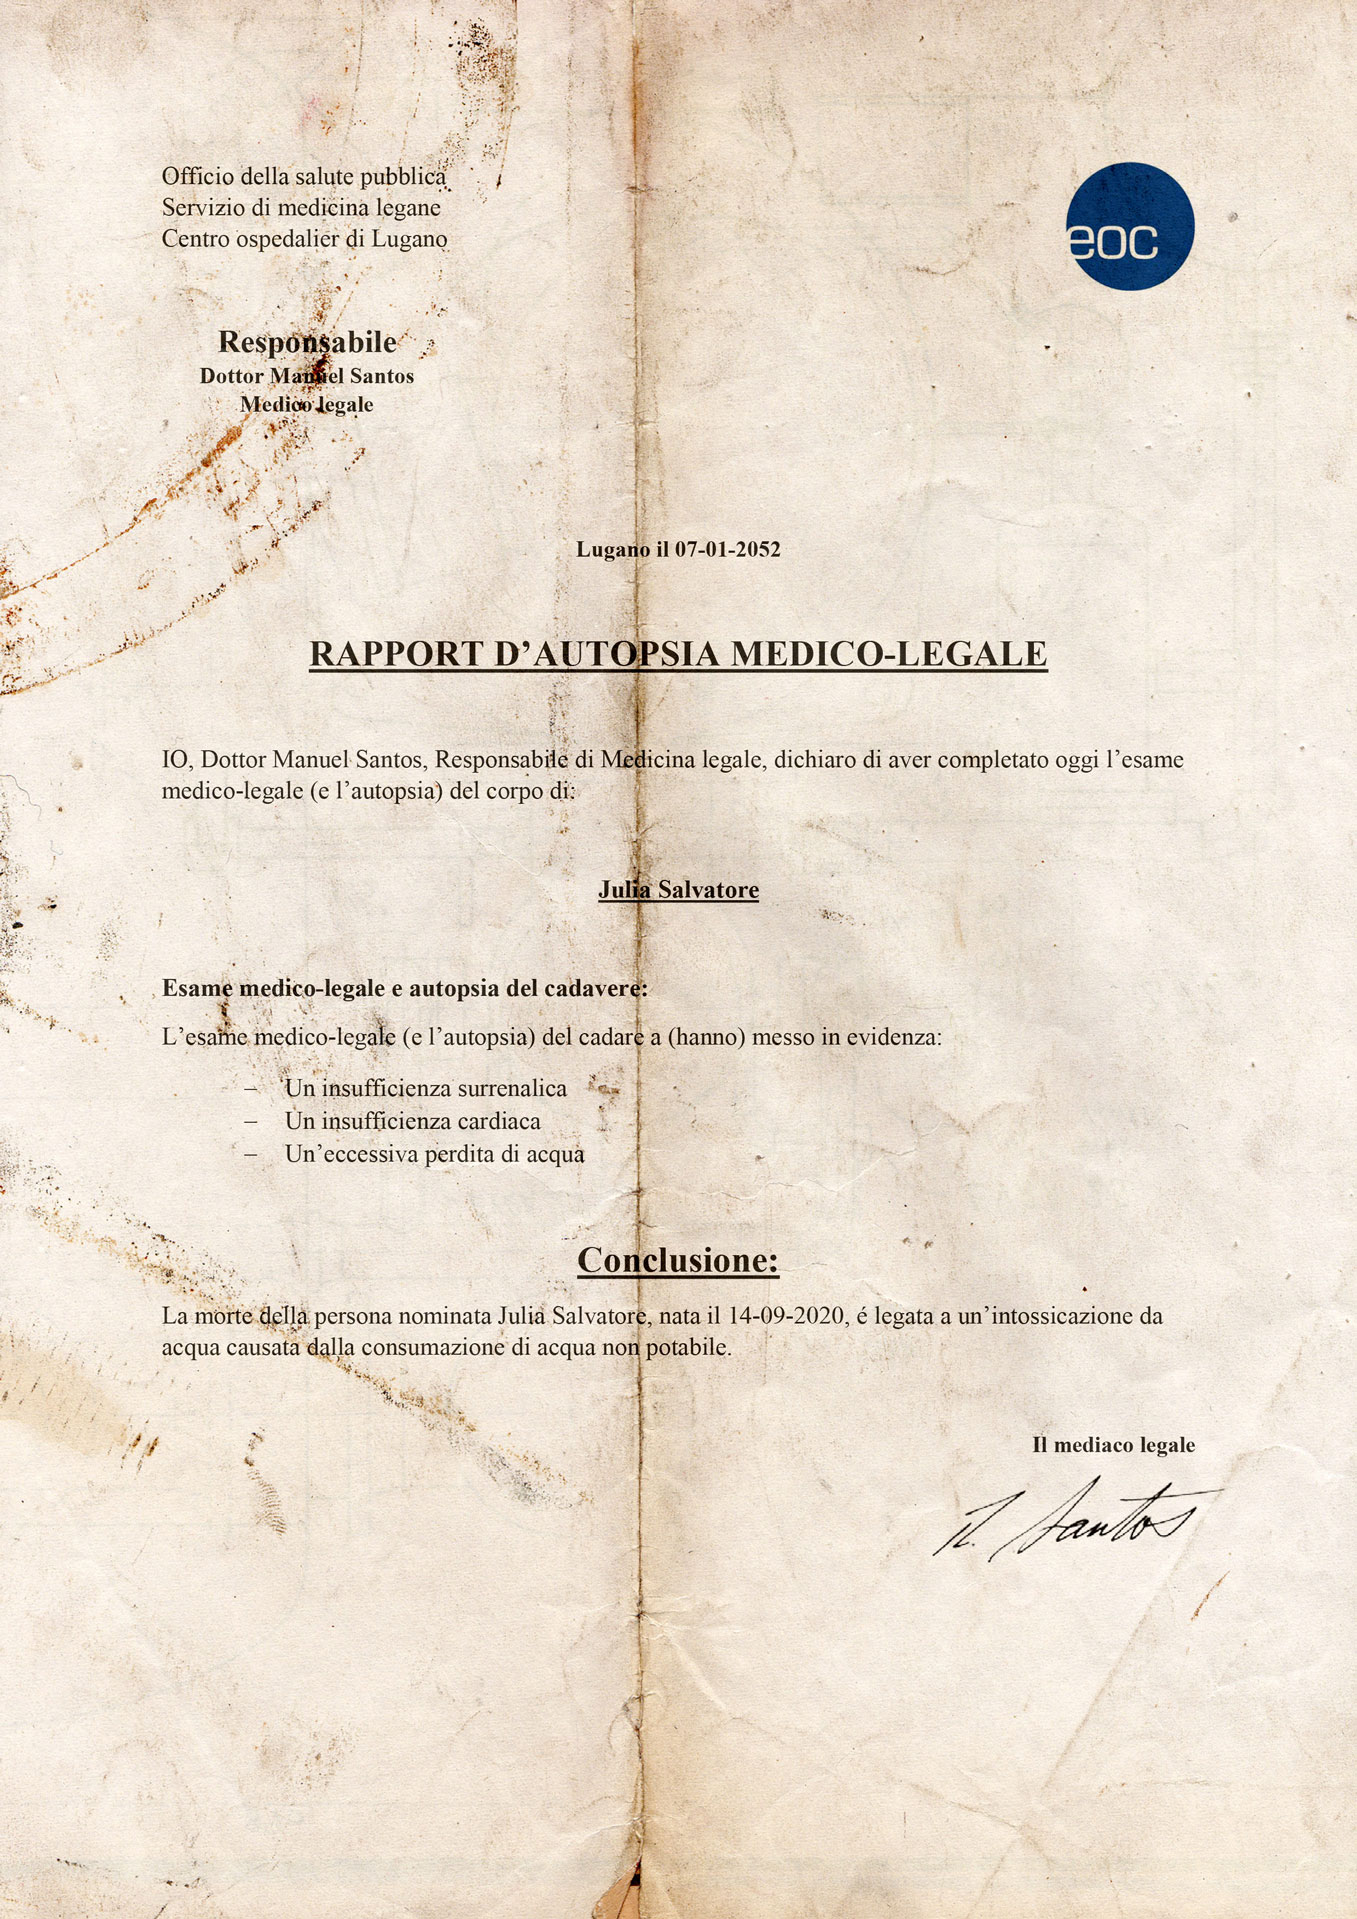 Officio della salute pubblica
Servizio di medicina legane
Centro ospedalier di Lugano
eoc
Responsabile
Dottor Manuel Santos
Medico legale
Lugano il 07-01-2052
RAPPORT D’AUTOPSIA MEDICO-LEGALE
IO, Dottor Manuel Santos, Responsabile di Medicina legale, dichiaro di aver completato oggi l’esame
medico-legale (e l’autopsia) del corpo di:
Julia Salvatore
Esame medico-legale e autopsia del cadavere:
L’esame medico-legale (e l’autopsia) del cadare a (hanno) messo in evidenza:
– Un insufficienza surrenalica
– Un insufficienza cardiaca
– Un’eccessiva perdita di acqua
Conclusione:
La morte della persona nominata Julia Salvatore, nata il 14-09-2020, é legata a un’intossicazione da
acqua causata dalla consumazione di acqua non potabile.
Il mediaco legale
M. Santos